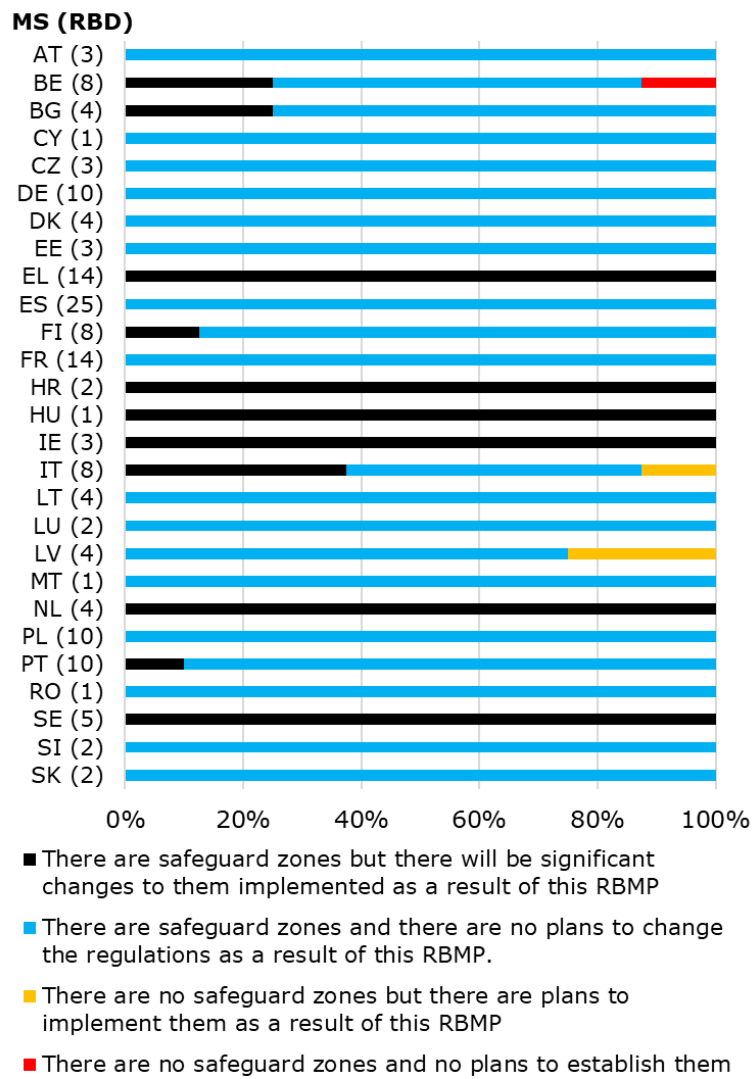 MS (RBD)
AT (3)
BE (8)
BG (4)
CY (1)
CZ (3)
DE (10)
DK (4)
EE (3)
EL (14)
ES (25)
FI (8)
FR (14)
HR (2)
HU (1)
IE (3)
IT (8)
LT (4)
LU (2)
LV (4)
MT (1)
NL (4)
PL (10)
PT (10)
RO (1)
SE (5)
SI (2)
SK (2)
0% 20% 40% 60% 80% 100%
There are safeguard zones but there will be significant
changes to them implemented as a result of this RBMP
There are safeguard zones and there are no plans to change
the regulations as a result of this RBMP.
There are no safeguard zones but there are plans to
implement them as a result of this RBMP
There are no safeguard zones and no plans to establish them